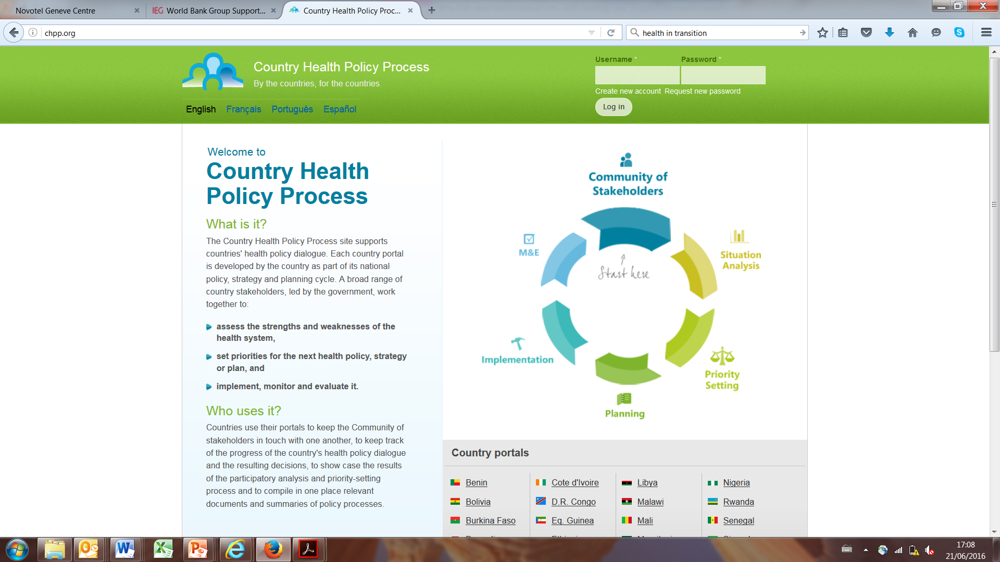 Novotel Geneve Centre
IEG World Bank Group Support...
Country Health Policy Proc...
chpp.org
health in transition
Country Health Policy Process
By the countries, for the countries
English Français Português Español
Username * Password *
Create new account Request new password
Log in
Welcome to
Country Health
Policy Process
What is it?
The Country Health Policy Process site supports
countries' health policy dialogue. Each country portal
is developed by the country as part of its national
policy, strategy and planning cycle. A broad range of
country stakeholders, led by the government, work
together to:
assess the strengths and weaknesses of the
health system,
set priorities for the next health policy, strategy
or plan, and
implement, monitor and evaluate it.
Who uses it?
Countries use their portals to keep the Community of
stakeholders in touch with one another, to keep track
of the progress of the country's health policy dialogue
and the resulting decisions, to show case the results
of the participatory analysis and priority-setting
process and to compile in one place relevant
documents and summaries of policy processes.
Community of
Stakeholders
Start here
M&E
Situation
Analysis
Implementation
Priority
Setting
Planning
Country portals
Benin Cote d'Ivoire Libya Nigeria
Bolivia D.R. Congo Malawi Rwanda
Burkina Faso Eq. Guinea Mali Senegal
17:08
21/06/2016